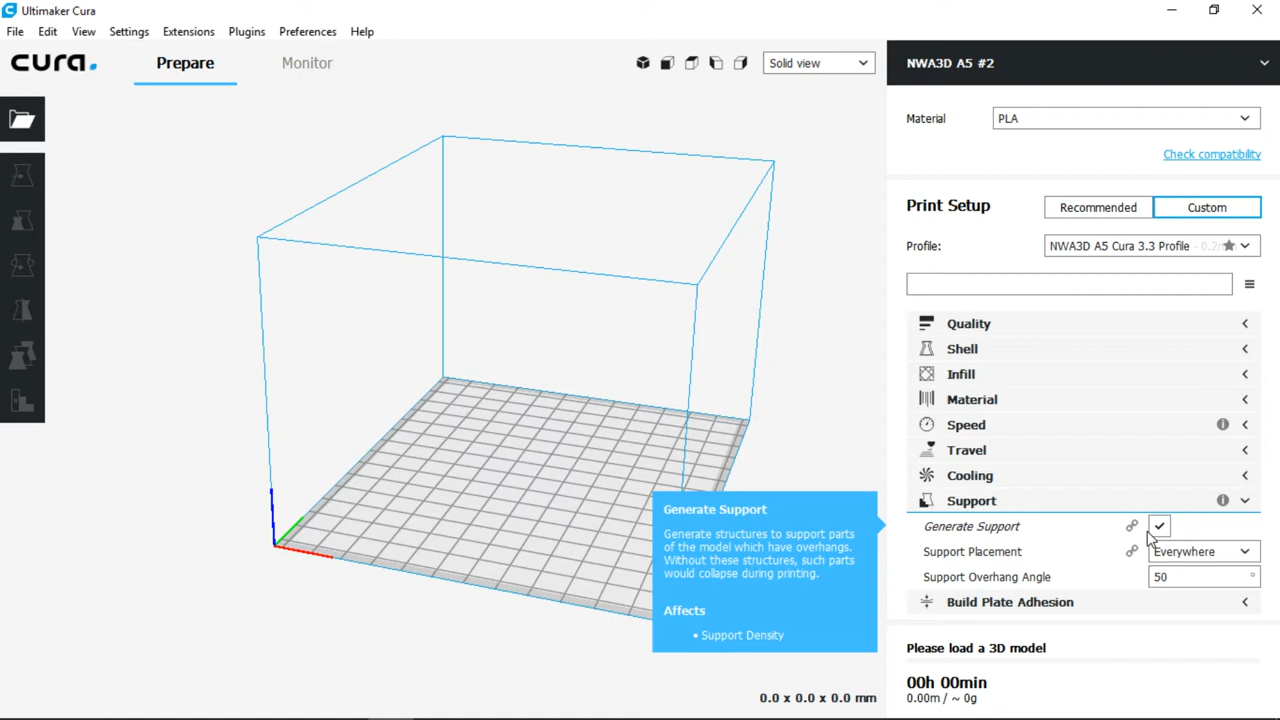 Ultimaker Cura
File Edit View Settings Extensions Plugins Preferences Help
cura.
Prepare
Monitor
Solid view
NWA3D A5 #2
Material
PLA
Check compatibility
Print Setup
Recommended
Custom
Profile:
NWA3D A5 Cura 3.3 Profile - 0.2m
Quality
Shell
Infill
Material
Speed
Travel
Cooling
Support
Generate Support
Support Placement
Everywhere
Support Overhang Angle
50 °
Build Plate Adhesion
Generate Support
Generate structures to support parts
of the model which have overhangs.
Without these structures, such parts
would collapse during printing.
Affects
• Support Density
0.0 x 0.0 x 0.0 mm
Please load a 3D model
00h 00min
0.00m / ~ 0g